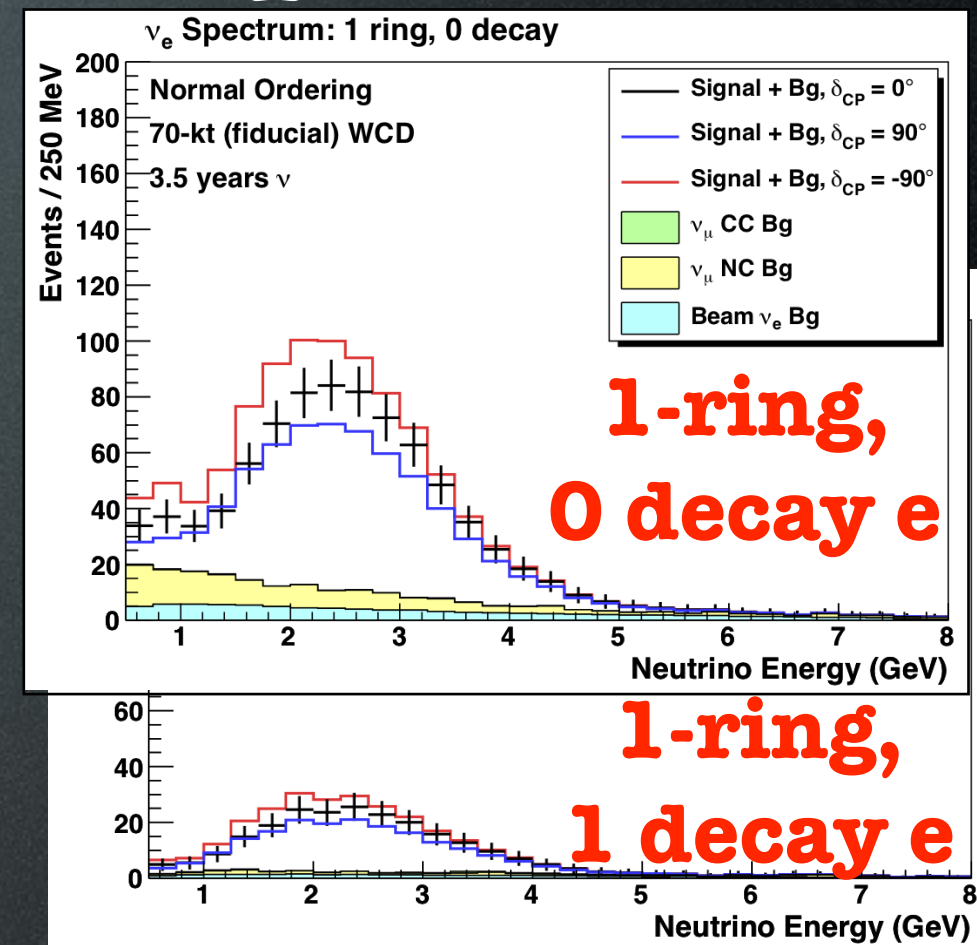 νe Spectrum: 1 ring, 0 decay
Normal Ordering
70-kt (fiducial) WCD
3.5 years ν
Events / 250 MeV
200
180
160
140
120
100
80
60
40
20
0
Signal + Bg, δCP = 0°
Signal + Bg, δCP = 90°
Signal + Bg, δCP = -90°
νμ CC Bg
νμ NC Bg
Beam νe Bg
1-ring,
0 decay e
1 2 3 4 5 6 7 8
Neutrino Energy (GeV)
60
40
20
0
1-ring,
1 decay e
1 2 3 4 5 6 7 8
Neutrino Energy (GeV)